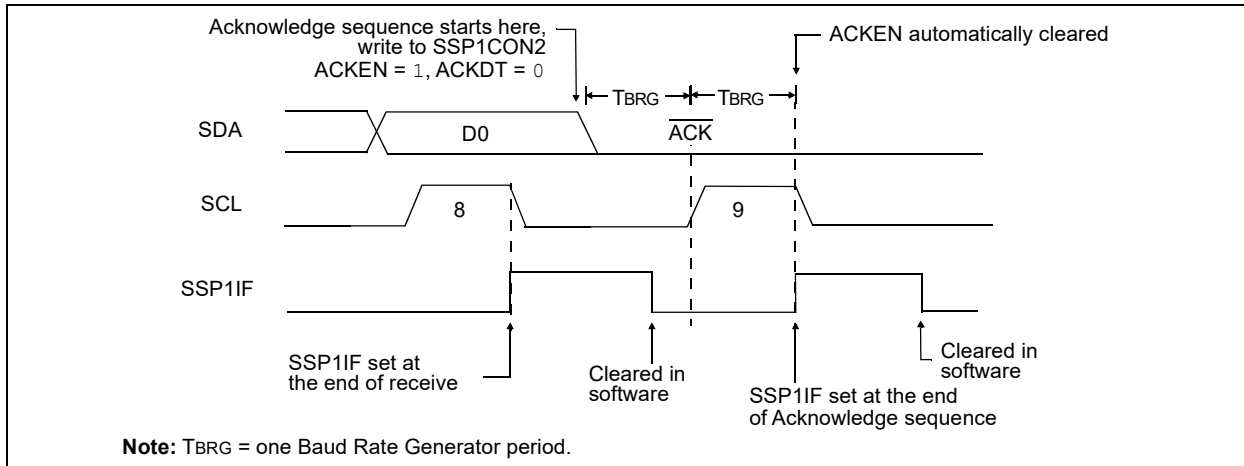 Acknowledge sequence starts here,
write to SSP1CON2
ACKEN = 1, ACKDT = 0
ACKEN automatically cleared
TBRG
TBRG
SDA
D0
ACK
SCL
8
9
SSP1IF
SSP1IF set at
the end of receive
Cleared in
software
SSP1IF set at the end
of Acknowledge sequence
Cleared in
software
Note: TBRG = one Baud Rate Generator period.